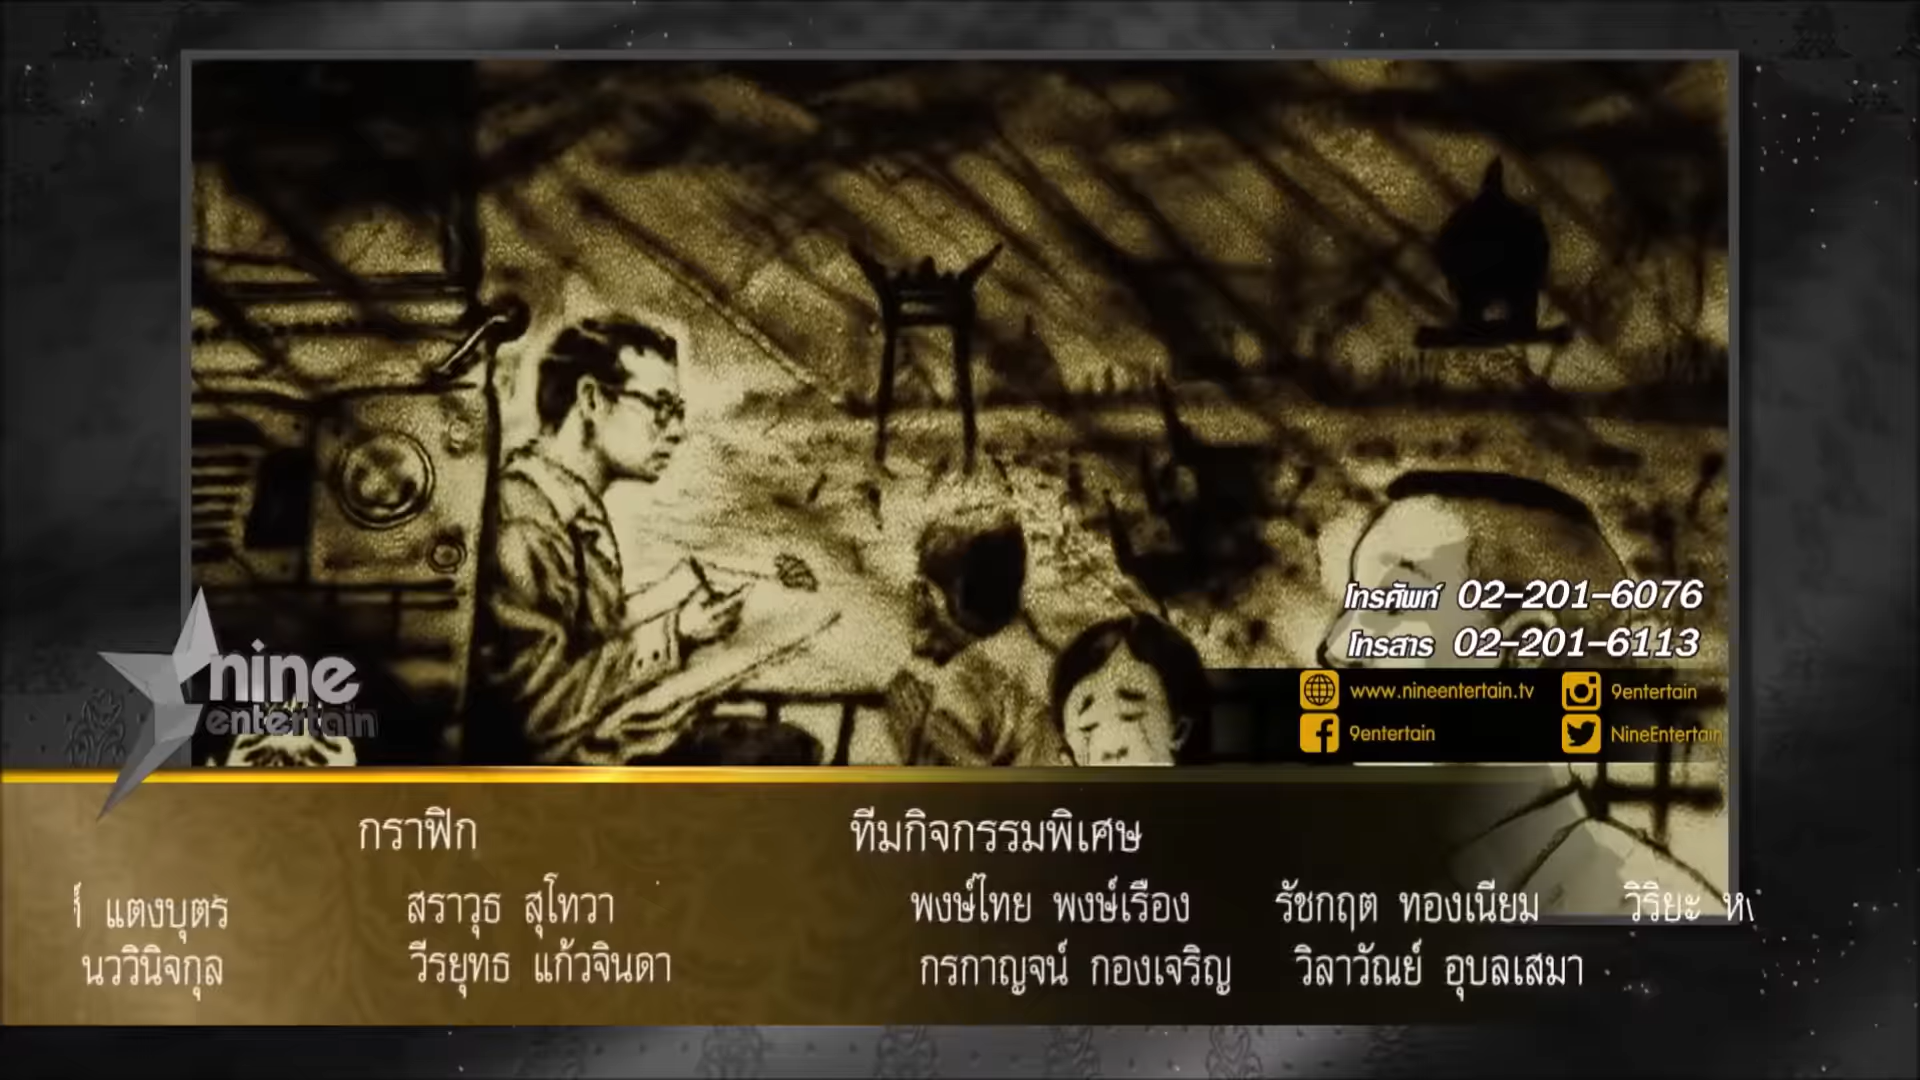 โทรศัพท์ 02-201-6076
โทรสาร 02-201-6113
nine
entertain
www.nineentertain.tv
9entertain
9entertain
NineEntertain
กราฟิก
ทีมกิจกรรมพิเศษ
แตงบุตร
สราวุธ สุโทวา
พงษ์ไทย พงษ์เรือง
รัชกฤต ทองเนียม
วิริยะ
นววินิจกุล
วีรยุทธ แก้วจินดา
กรกาญจน์ กองเจริญ
วิลาวัณย์ อุบลเสมา